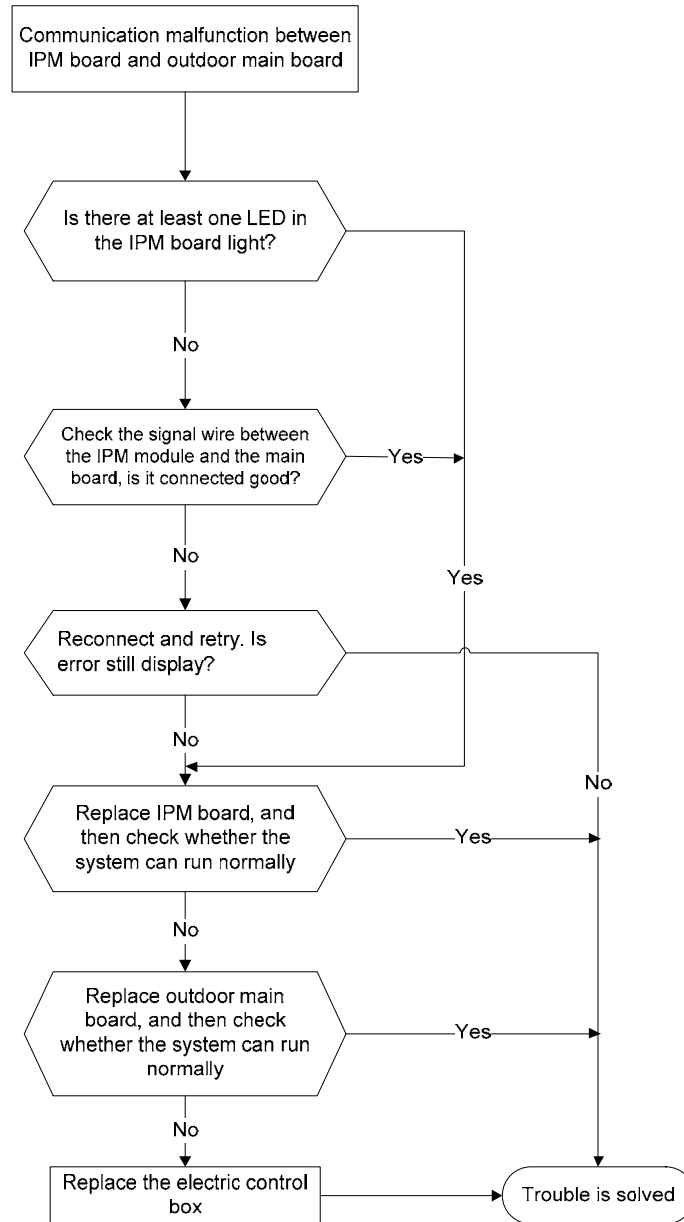 Communication malfunction between
IPM board and outdoor main board
Is there at least one LED in
the IPM board light?
No
Check the signal wire between
the IPM module and the main
board, is it connected good?
Yes
No
Yes
Reconnect and retry. Is
error still display?
No
No
Replace IPM board, and
then check whether the
system can run normally
Yes
No
Replace outdoor main
board, and then check
whether the system can run
normally
Yes
No
Replace the electric control
box
Trouble is solved